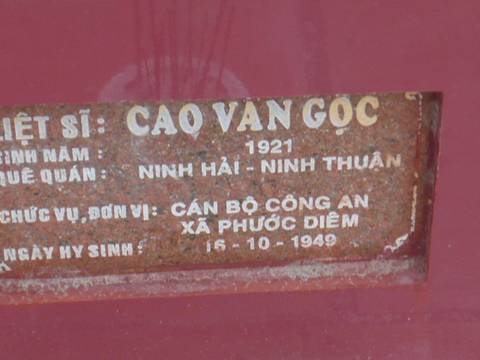 LIỆT SĨ: CAO VAN GỌC
SINH NĂM: 1921
QUÊ QUÁN: NINH HẢI - NINH THUẬN
CHỨC VỤ, ĐƠN VỊ: CÁN BỘ CÔNG AN
XÃ PHƯỚC DIÊM
NGÀY HY SINH: 16 - 10 - 1949